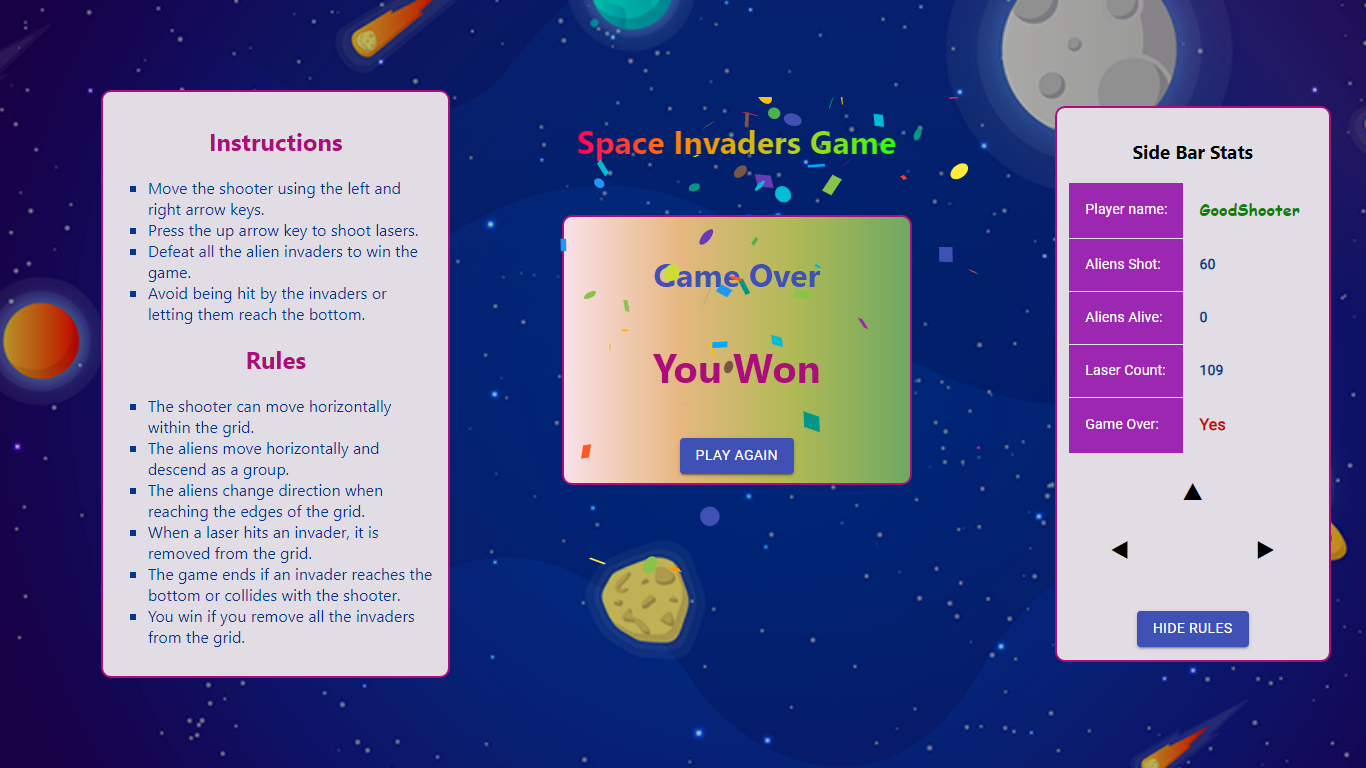 Instructions
Move the shooter using the left and
right arrow keys.
Press the up arrow key to shoot lasers.
Defeat all the alien invaders to win the
game.
Avoid being hit by the invaders or
letting them reach the bottom.
Rules
The shooter can move horizontally
within the grid.
The aliens move horizontally and
descend as a group.
The aliens change direction when
reaching the edges of the grid.
When a laser hits an invader, it is
removed from the grid.
The game ends if an invader reaches the
bottom or collides with the shooter.
You win if you remove all the invaders
from the grid.
Space Invaders Game
Game Over
You Won
PLAY AGAIN
Side Bar Stats
Player name: GoodShooter
Aliens Shot: 60
Aliens Alive: 0
Laser Count: 109
Game Over: Yes
HIDE RULES